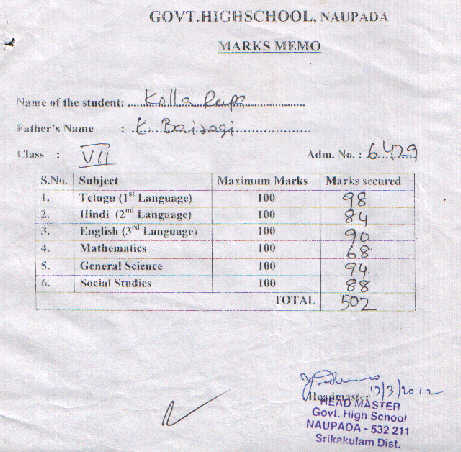 GOVT.HIGHSCHOOL, NAUPADA
MARKS MEMO
Name of the student: Kolla
Father's Name : K. Bairagi
Class : VII Adm. No. : 6429
S.No. Subject Maximum Marks Marks secured
1. Telugu (1st Language) 100 98
2. Hindi (2nd Language) 100 84
3. English (3rd Language) 100 90
4. Mathematics 100 68
5. General Science 100 94
6. Social Studies 100 88
TOTAL 502
Headmaster 17/3/2012
HEAD MASTER
Govt. High School
NAUPADA - 532 211
Srikakulam Dist.